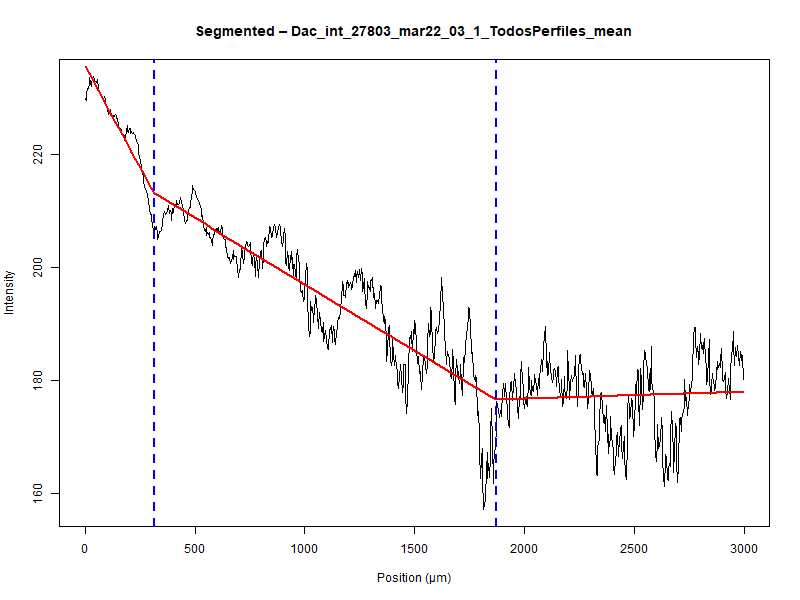 Segmented – Dac_int_27803_mar22_03_1_TodosPerfiles_mean
Intensity
220
200
180
160
0 500 1000 1500 2000 2500 3000
Position (µm)